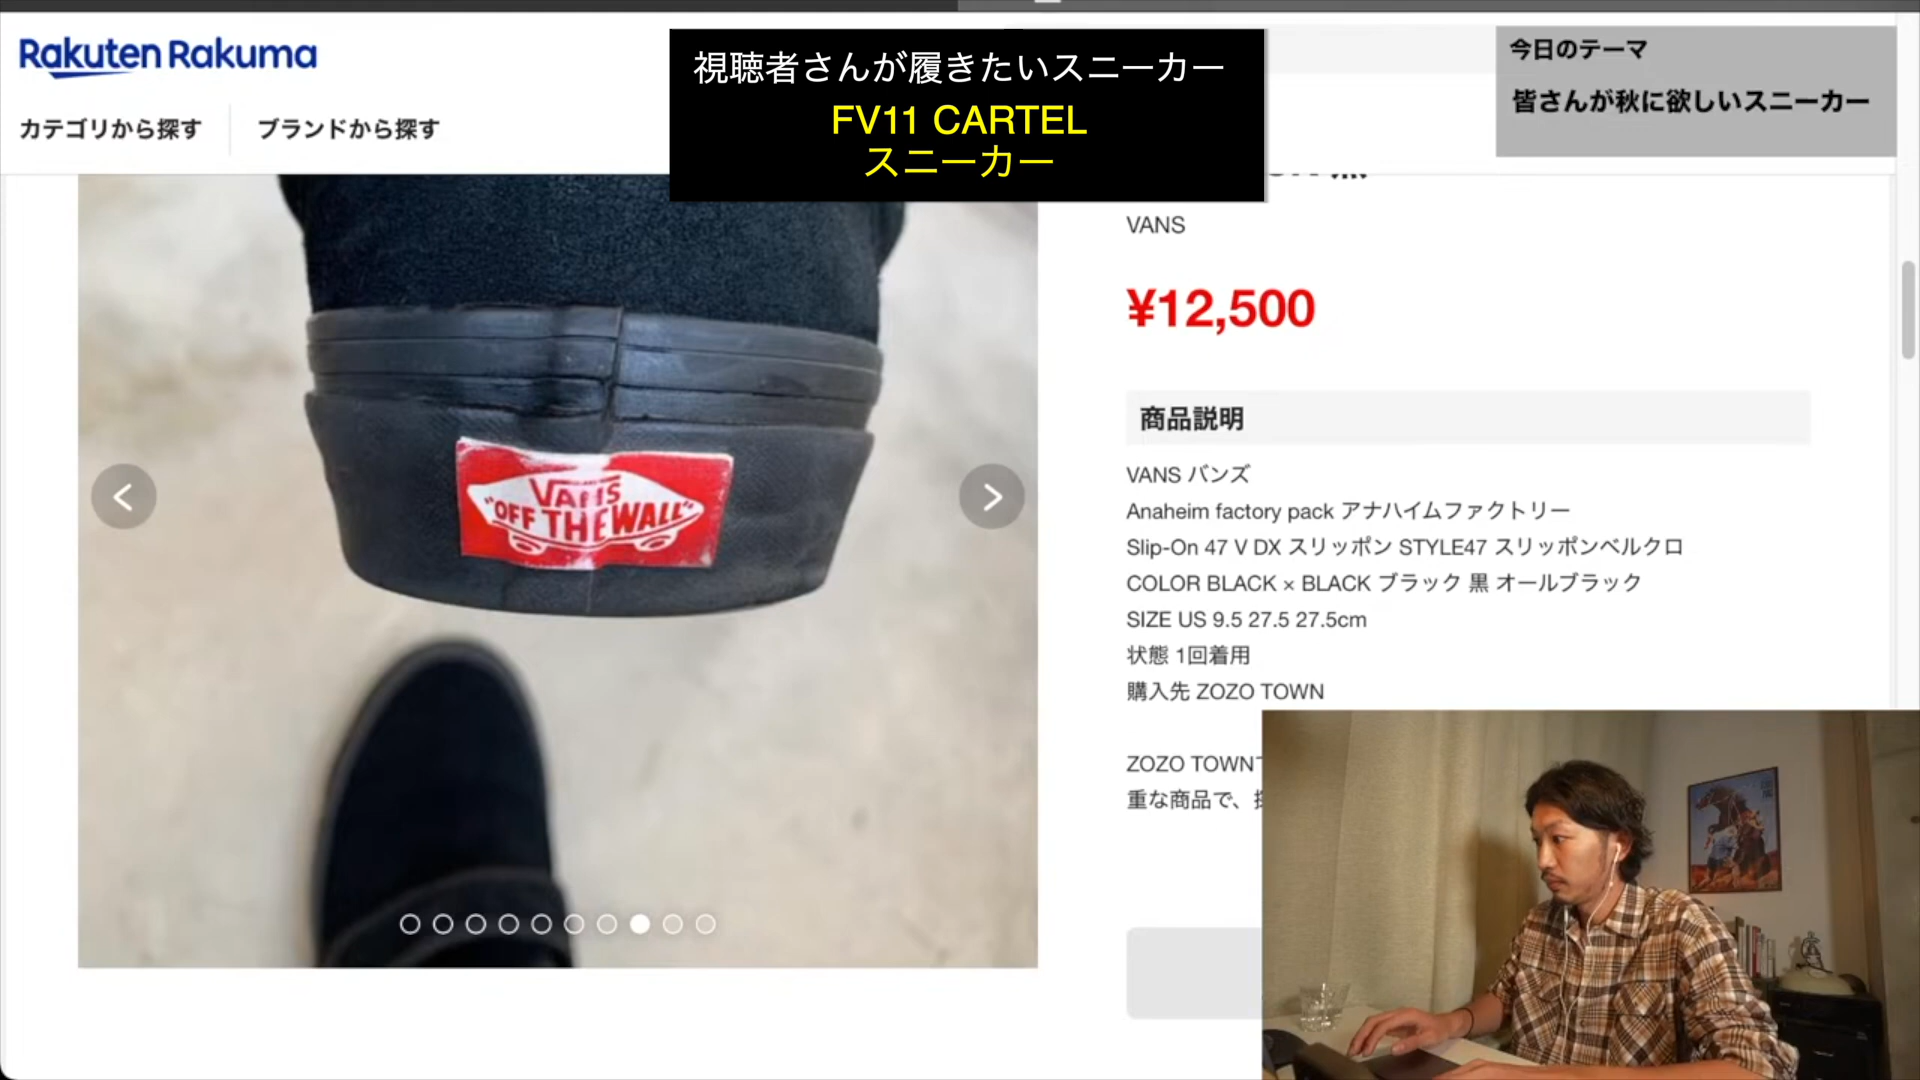 Rakuten Rakuma
カテゴリから探す
ブランドから探す
視聴者さんが履きたいスニーカー
FV11 CARTEL
スニーカー
今日のテーマ
皆さんが秋に欲しいスニーカー
VANS
¥12,500
商品説明
VANS バンズ
Anaheim factory pack アナハイムファクトリー
Slip-On 47 V DX スリッポン STYLE47 スリッポンベルクロ
COLOR BLACK × BLACK ブラック 黒 オールブラック
SIZE US 9.5 27.5 27.5cm
状態 1回着用
購入先 ZOZO TOWN
ZOZO TOWN
重な商品で、
VANS
"OFF THE WALL"